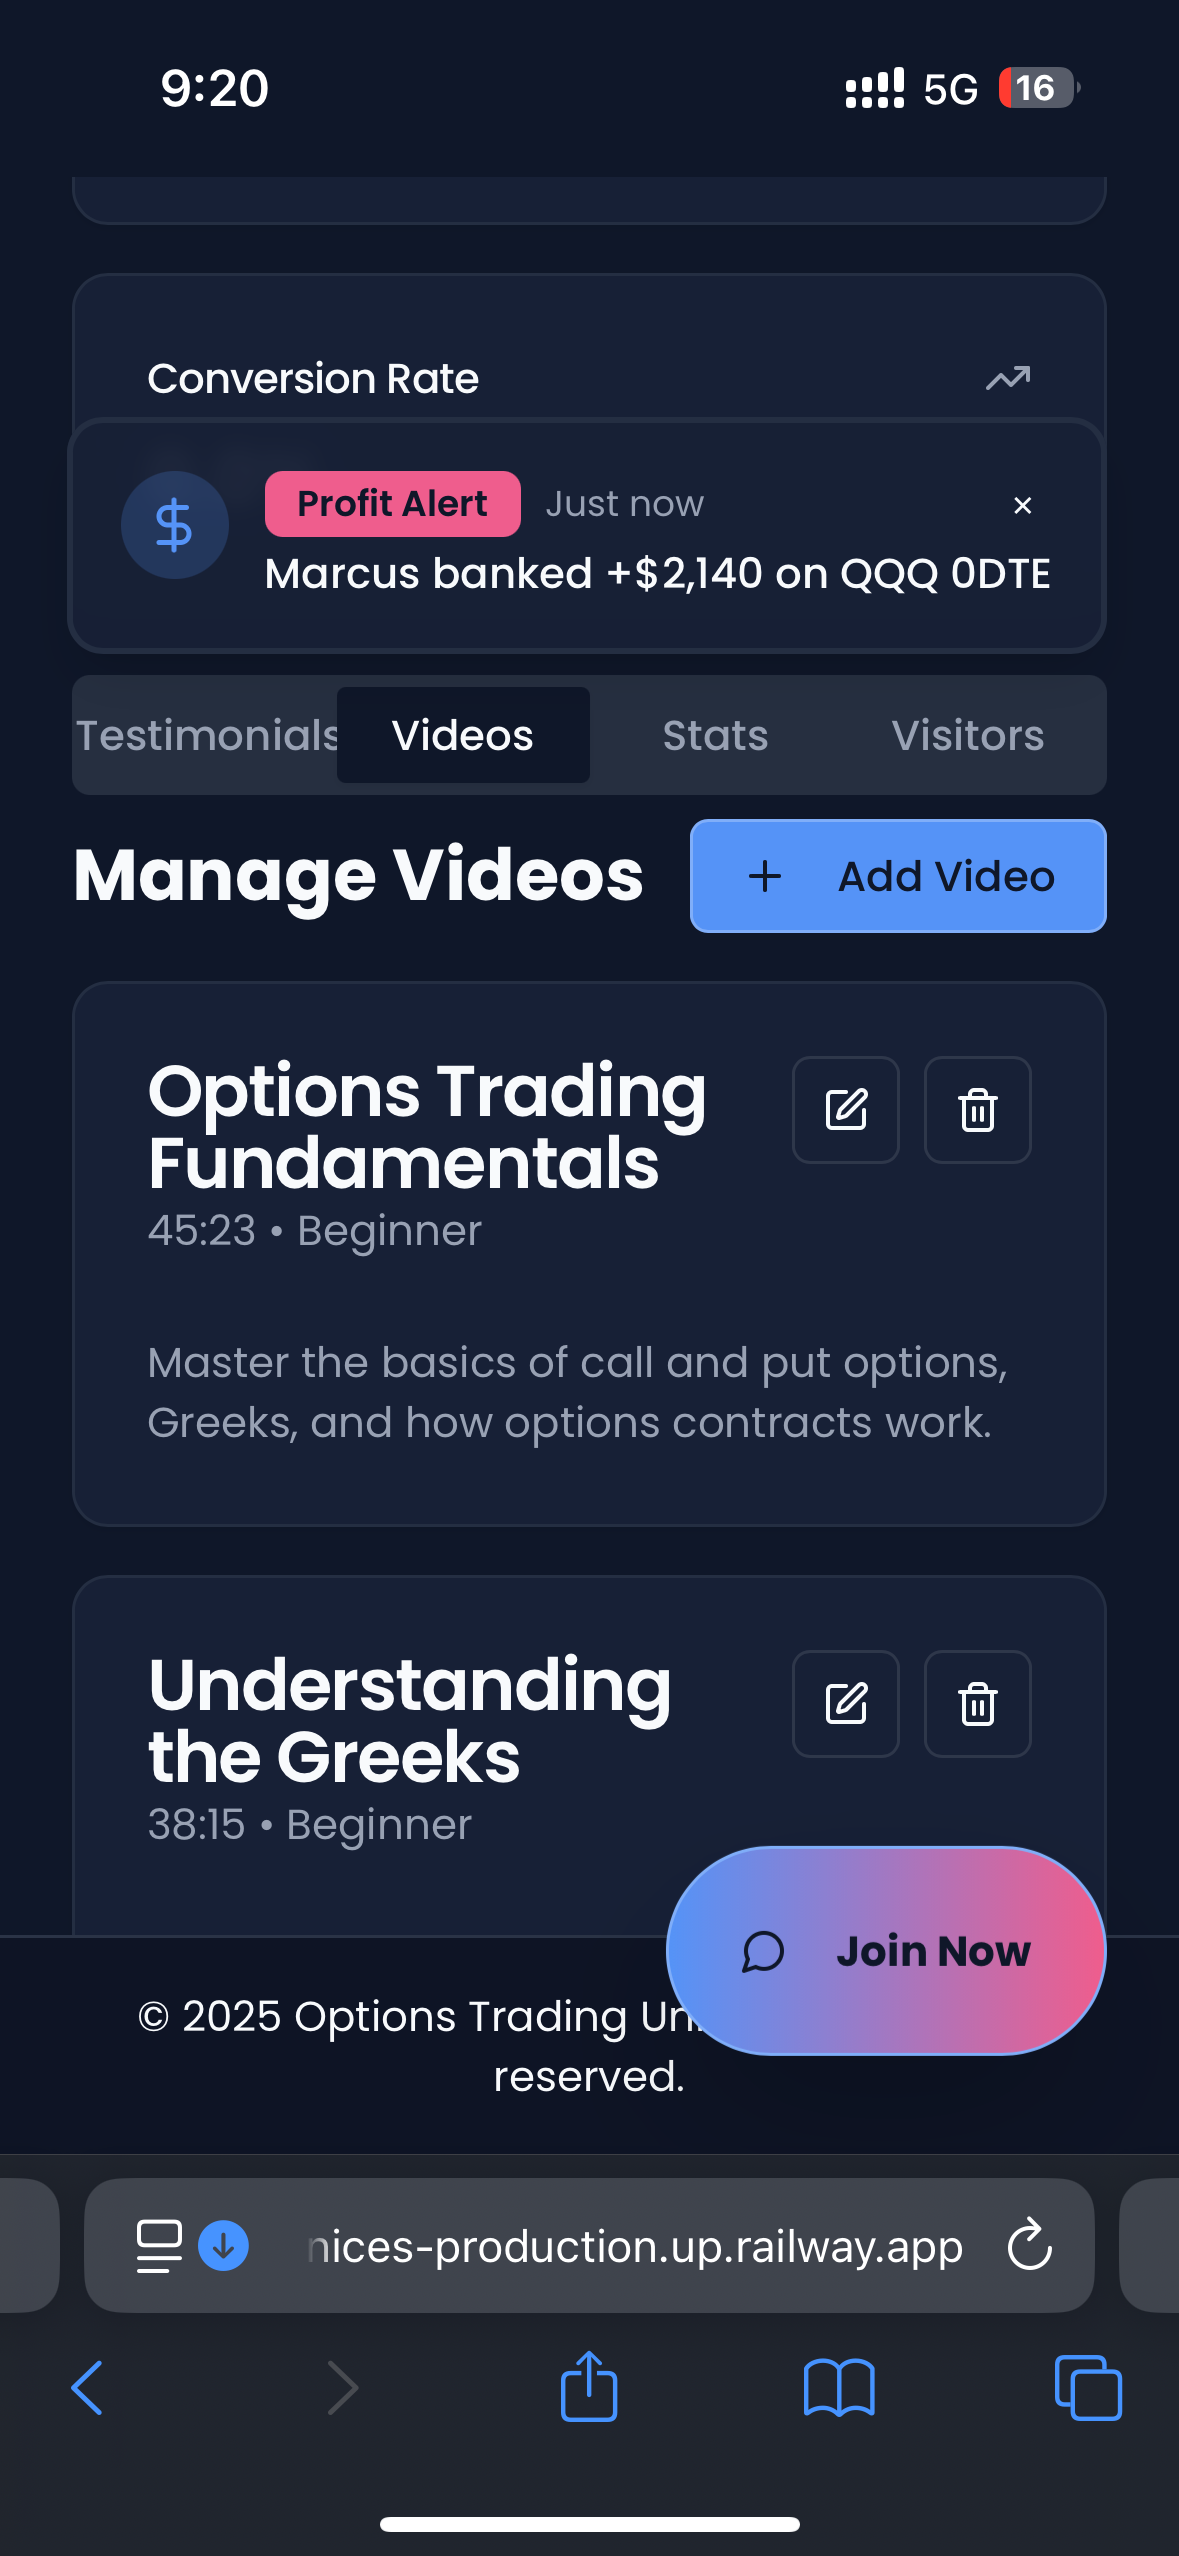 9:20
5G 16
Conversion Rate
Profit Alert Just now
Marcus banked +$2,140 on QQQ 0DTE
Testimonials Videos Stats Visitors
Manage Videos
Add Video
Options Trading
Fundamentals
45:23 • Beginner
Master the basics of call and put options,
Greeks, and how options contracts work.
Understanding
the Greeks
38:15 • Beginner
Join Now
© 2025 Options Trading
reserved.
nices-production.up.railway.app